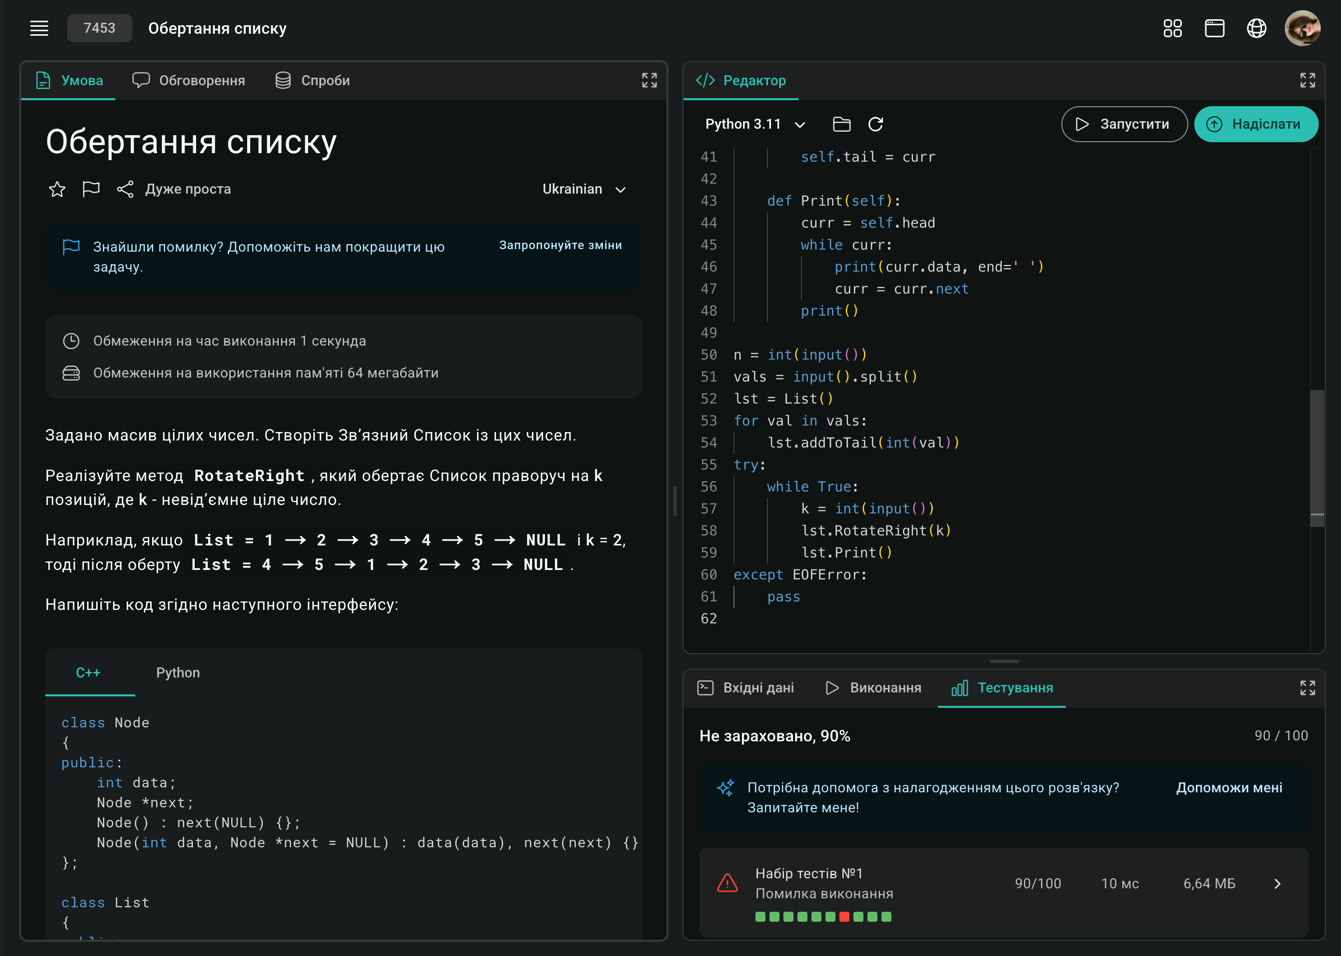 7453 Обертання списку
Умова Обговорення Спроби
Обертання списку
Дуже проста Ukrainian
Знайшли помилку? Допоможіть нам покращити цю
задачу.
Запропонуйте зміни
Обмеження на час виконання 1 секунда
Обмеження на використання пам'яті 64 мегабайти
Задано масив цілих чисел. Створіть Зв’язний Список із цих чисел.
Реалізуйте метод RotateRight , який обертає Список праворуч на k
позицій, де k - невід’ємне ціле число.
Наприклад, якщо List = 1 → 2 → 3 → 4 → 5 → NULL і k = 2,
тоді після оберту List = 4 → 5 → 1 → 2 → 3 → NULL .
Напишіть код згідно наступного інтерфейсу:
C++ Python
class Node
{
public:
    int data;
    Node *next;
    Node() : next(NULL) {};
    Node(int data, Node *next = NULL) : data(data), next(next) {}
};
class List
{
Редактор
Python 3.11 Запустити Надіслати
41         self.tail = curr
42
43     def Print(self):
44         curr = self.head
45         while curr:
46             print(curr.data, end=' ')
47             curr = curr.next
48         print()
49
50 n = int(input())
51 vals = input().split()
52 lst = List()
53 for val in vals:
54     lst.addToTail(int(val))
55 try:
56     while True:
57         k = int(input())
58         lst.RotateRight(k)
59         lst.Print()
60 except EOFError:
61     pass
62
Вхідні дані Виконання Тестування
Не зараховано, 90% 90 / 100
Потрібна допомога з налагодженням цього розв'язку?
Запитайте мене!
Допоможи мені
Набір тестів №1
Помилка виконання
90/100 10 мс 6,64 МБ